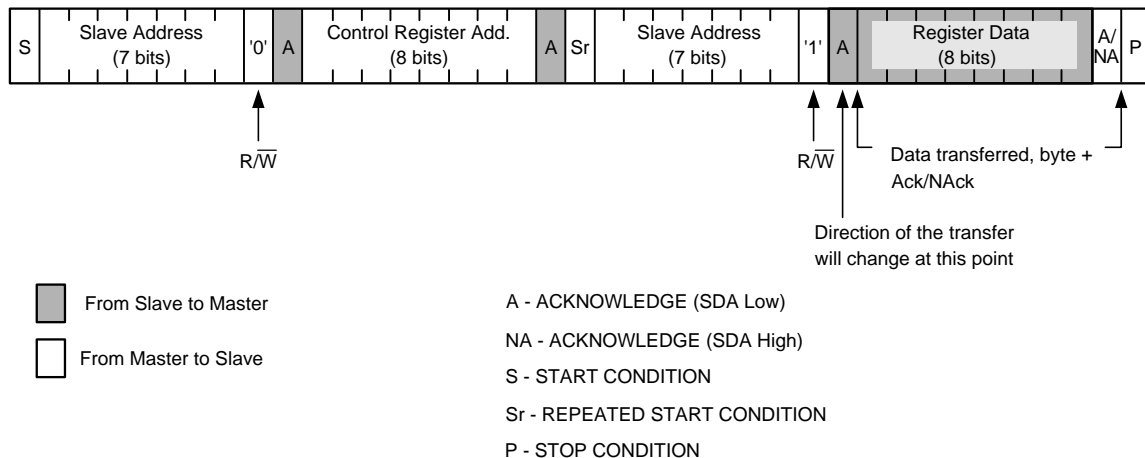 S Slave Address (7 bits) '0' A Control Register Add. (8 bits) A Sr Slave Address (7 bits) '1' A Register Data (8 bits) A/NA P
R/W̅ R/W̅ Data transferred, byte + Ack/NAck
Direction of the transfer
will change at this point
From Slave to Master
From Master to Slave
A - ACKNOWLEDGE (SDA Low)
NA - ACKNOWLEDGE (SDA High)
S - START CONDITION
Sr - REPEATED START CONDITION
P - STOP CONDITION